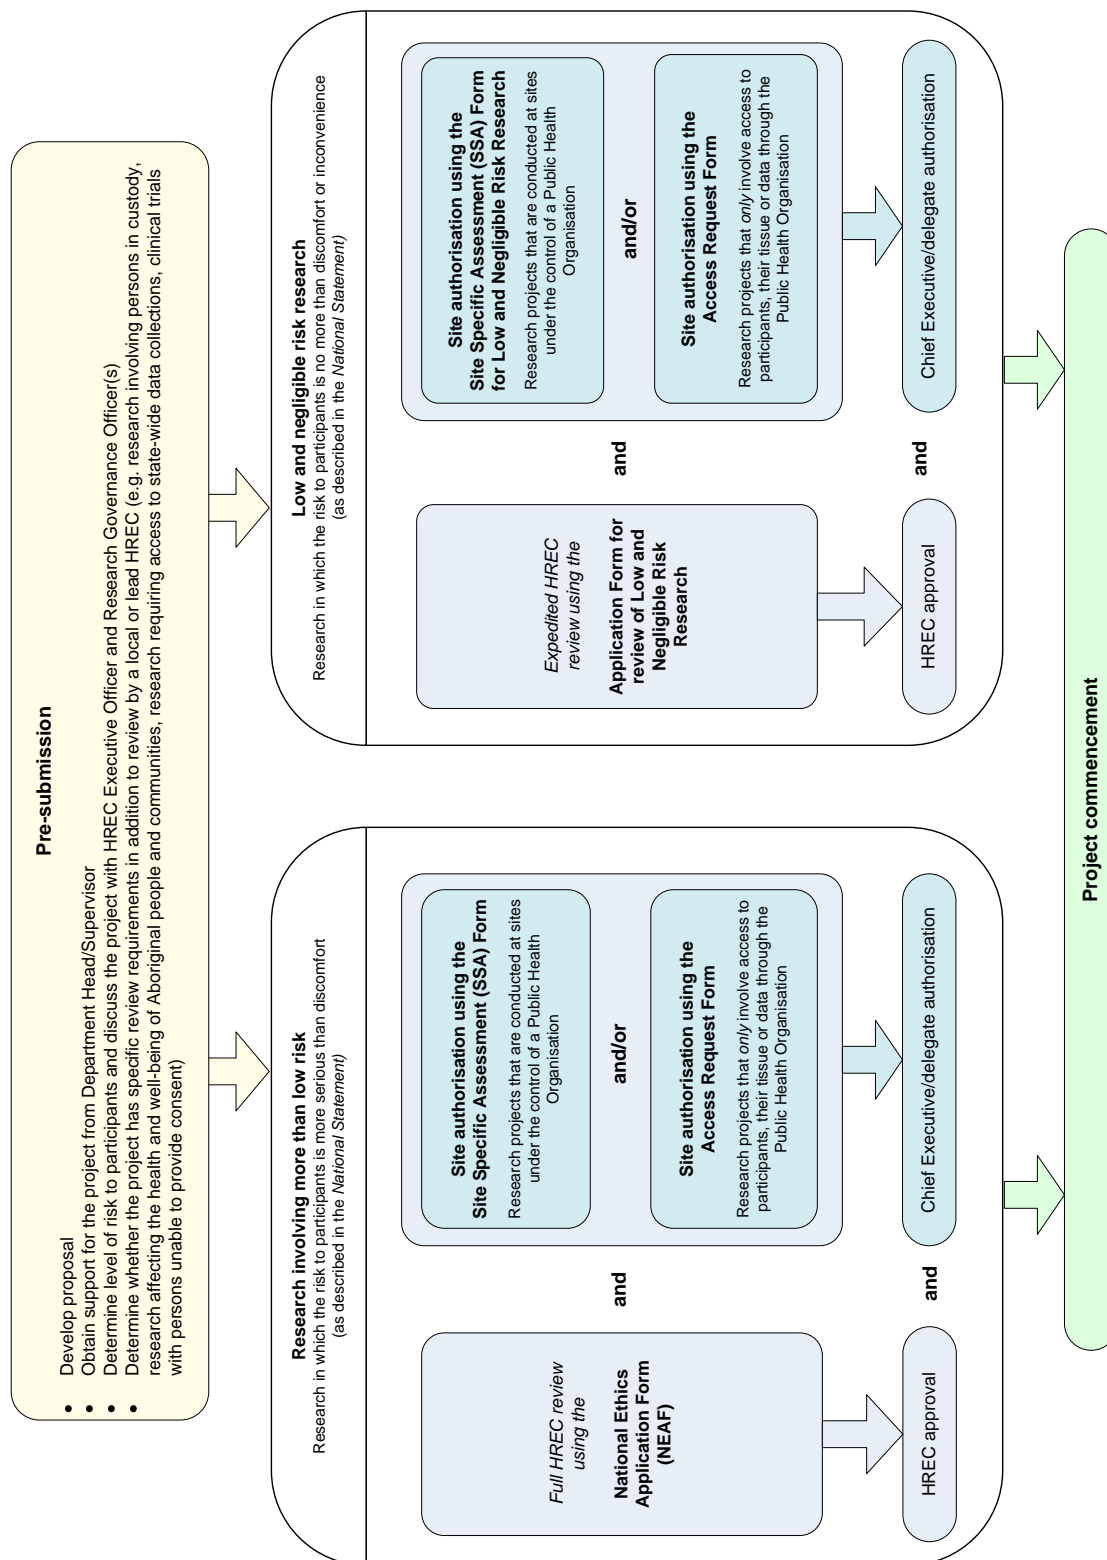 Pre-submission
• Develop proposal
• Obtain support for the project from Department Head/Supervisor
• Determine level of risk to participants and discuss the project with HREC Executive Officer and Research Governance Officer(s)
• Determine whether the project has specific review requirements in addition to review by a local or lead HREC (e.g. research involving persons in custody,
research affecting the health and well-being of Aboriginal people and communities, research requiring access to state-wide data collections, clinical trials
with persons unable to provide consent)
Research involving more than low risk
Research in which the risk to participants is more serious than discomfort
(as described in the National Statement)
Full HREC review
using the
National Ethics
Application Form
(NEAF)
and
Site authorisation using the
Site Specific Assessment (SSA) Form
Research projects that are conducted at sites
under the control of a Public Health
Organisation
and/or
Site authorisation using the
Access Request Form
Research projects that only involve access to
participants, their tissue or data through the
Public Health Organisation
HREC approval
and
Chief Executive/delegate authorisation
Low and negligible risk research
Research in which the risk to participants is no more than discomfort or inconvenience
(as described in the National Statement)
Expedited HREC
review using the
Application Form for
review of Low and
Negligible Risk
Research
and
Site authorisation using the
Site Specific Assessment (SSA) Form
for Low and Negligible Risk Research
Research projects that are conducted at sites
under the control of a Public Health
Organisation
and/or
Site authorisation using the
Access Request Form
Research projects that only involve access to
participants, their tissue or data through the
Public Health Organisation
HREC approval
and
Chief Executive/delegate authorisation
Project commencement